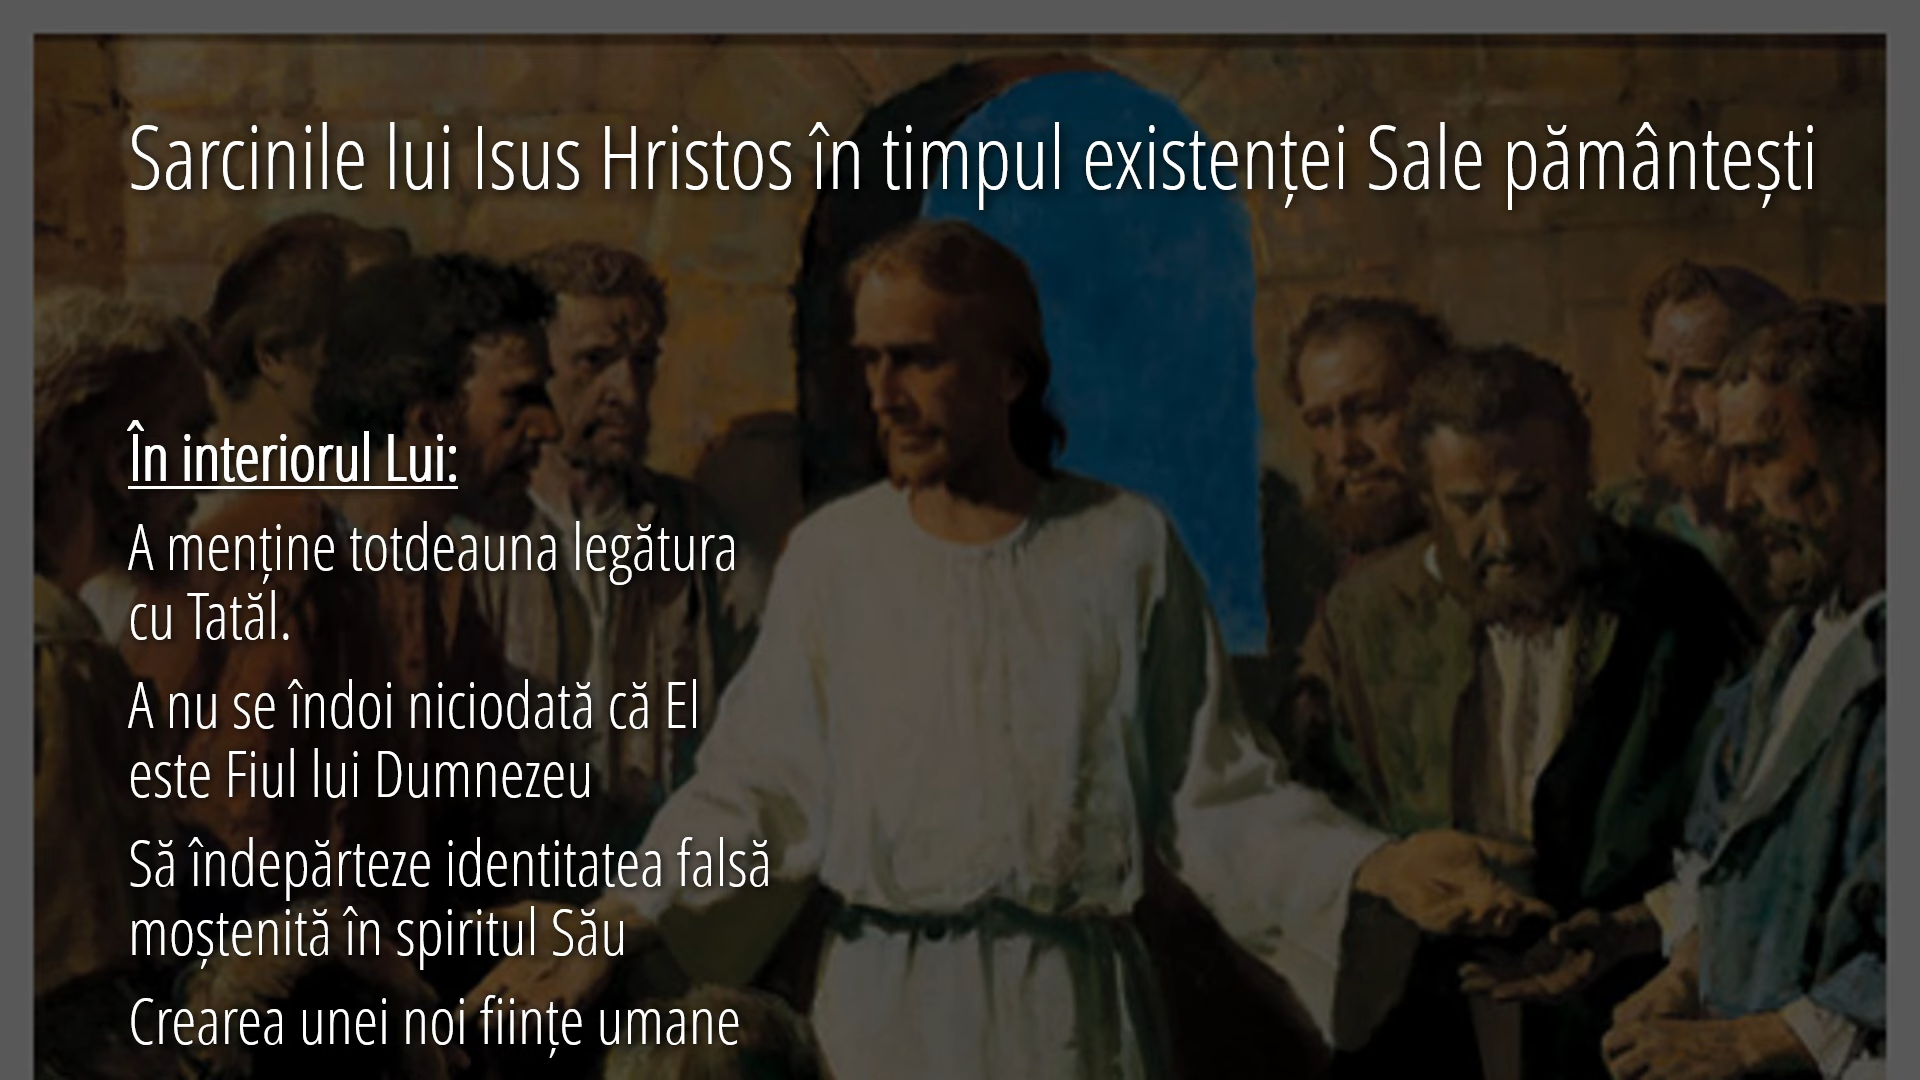 Sarcinile lui Isus Hristos în timpul existenței Sale pământești
În interiorul Lui:
A menține totdeauna legătura
cu Tatăl.
A nu se îndoi niciodată că El
este Fiul lui Dumnezeu
Să îndepărteze identitatea falsă
moștenită în spiritul Său
Crearea unei noi ființe umane